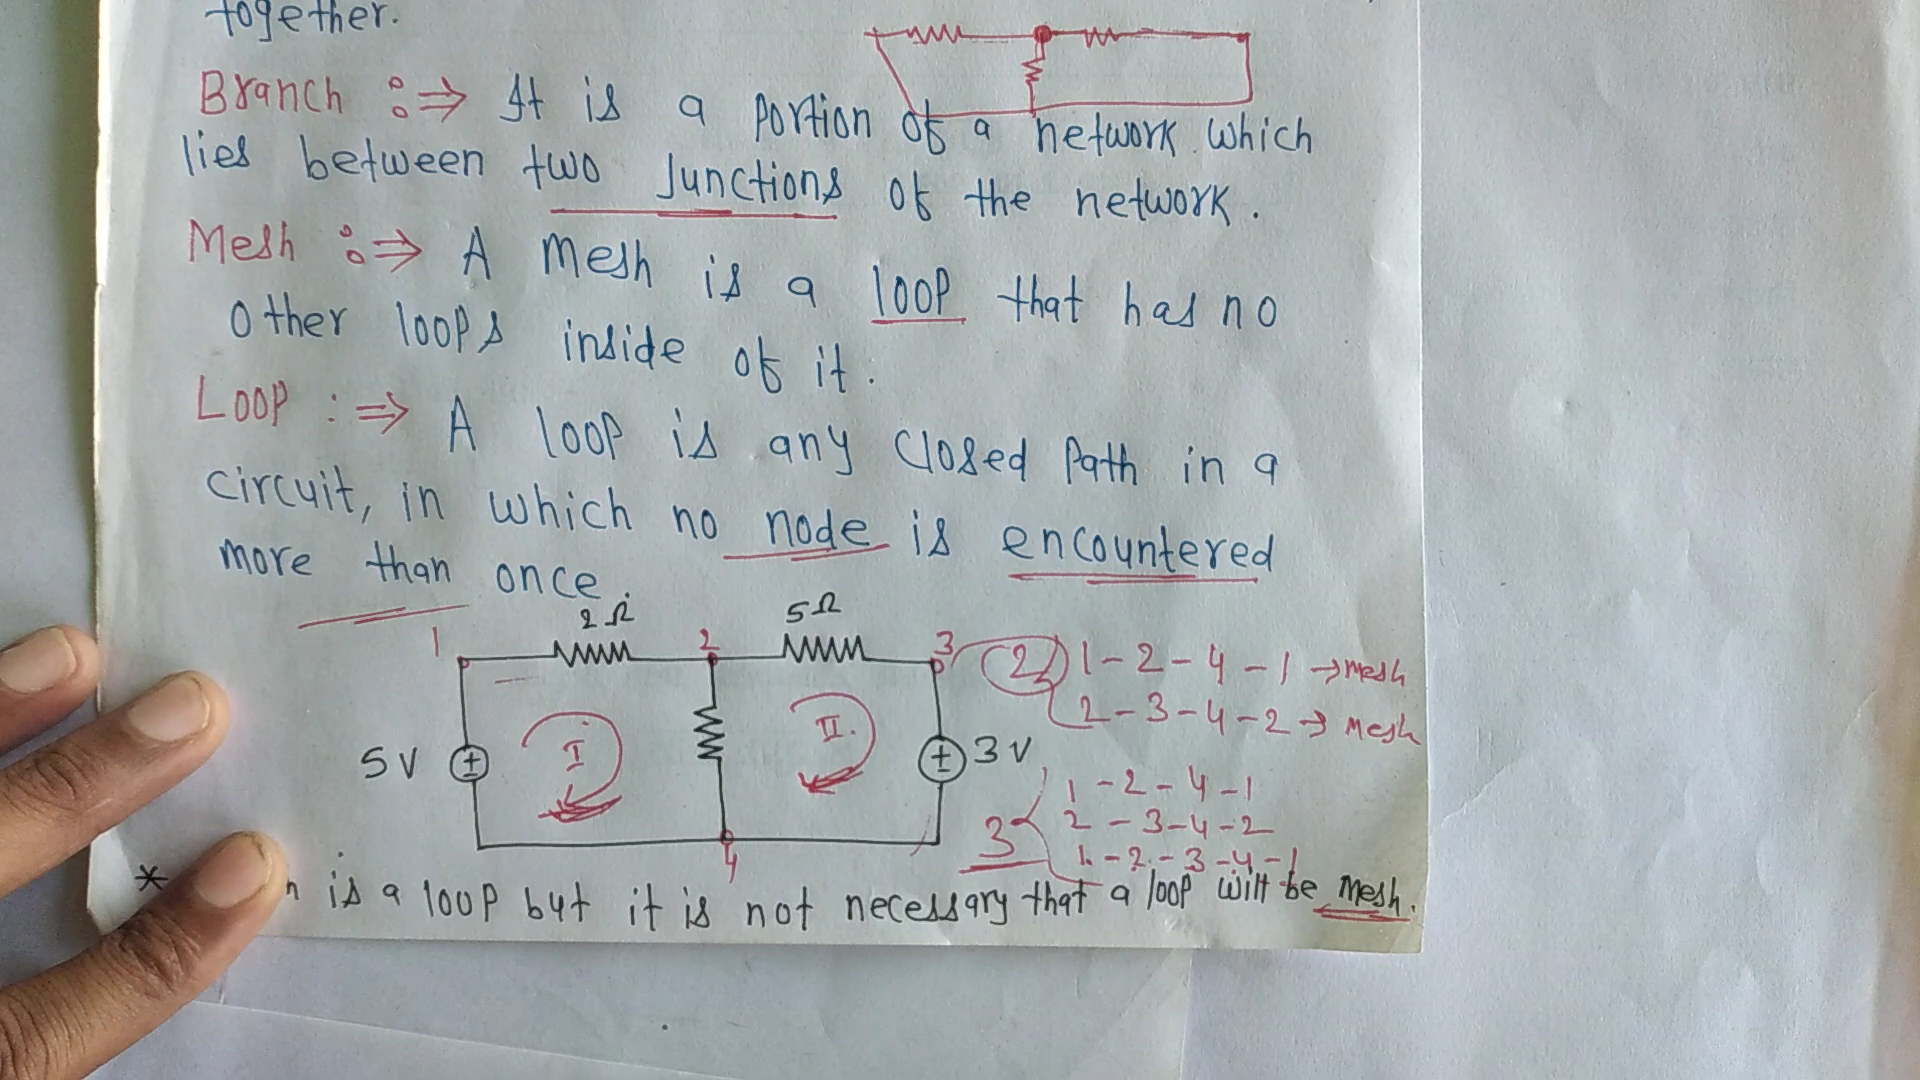 together.
Branch :⇒ It is a portion of a network which
lies between two Junctions of the network.
Mesh :⇒ A Mesh is a loop that has no
other loops inside of it.
Loop :⇒ A loop is any closed path in a
circuit, in which no node is encountered
more than once.
2Ω 5Ω
1 2 3
2 1-2-4-1 → mesh
2-3-4-2 → Mesh
I II.
5V ± ± 3V
1-2-4-1
3 2-3-4-2
1-2-3-4-1
4
* is a loop but it is not necessary that a loop will be Mesh.